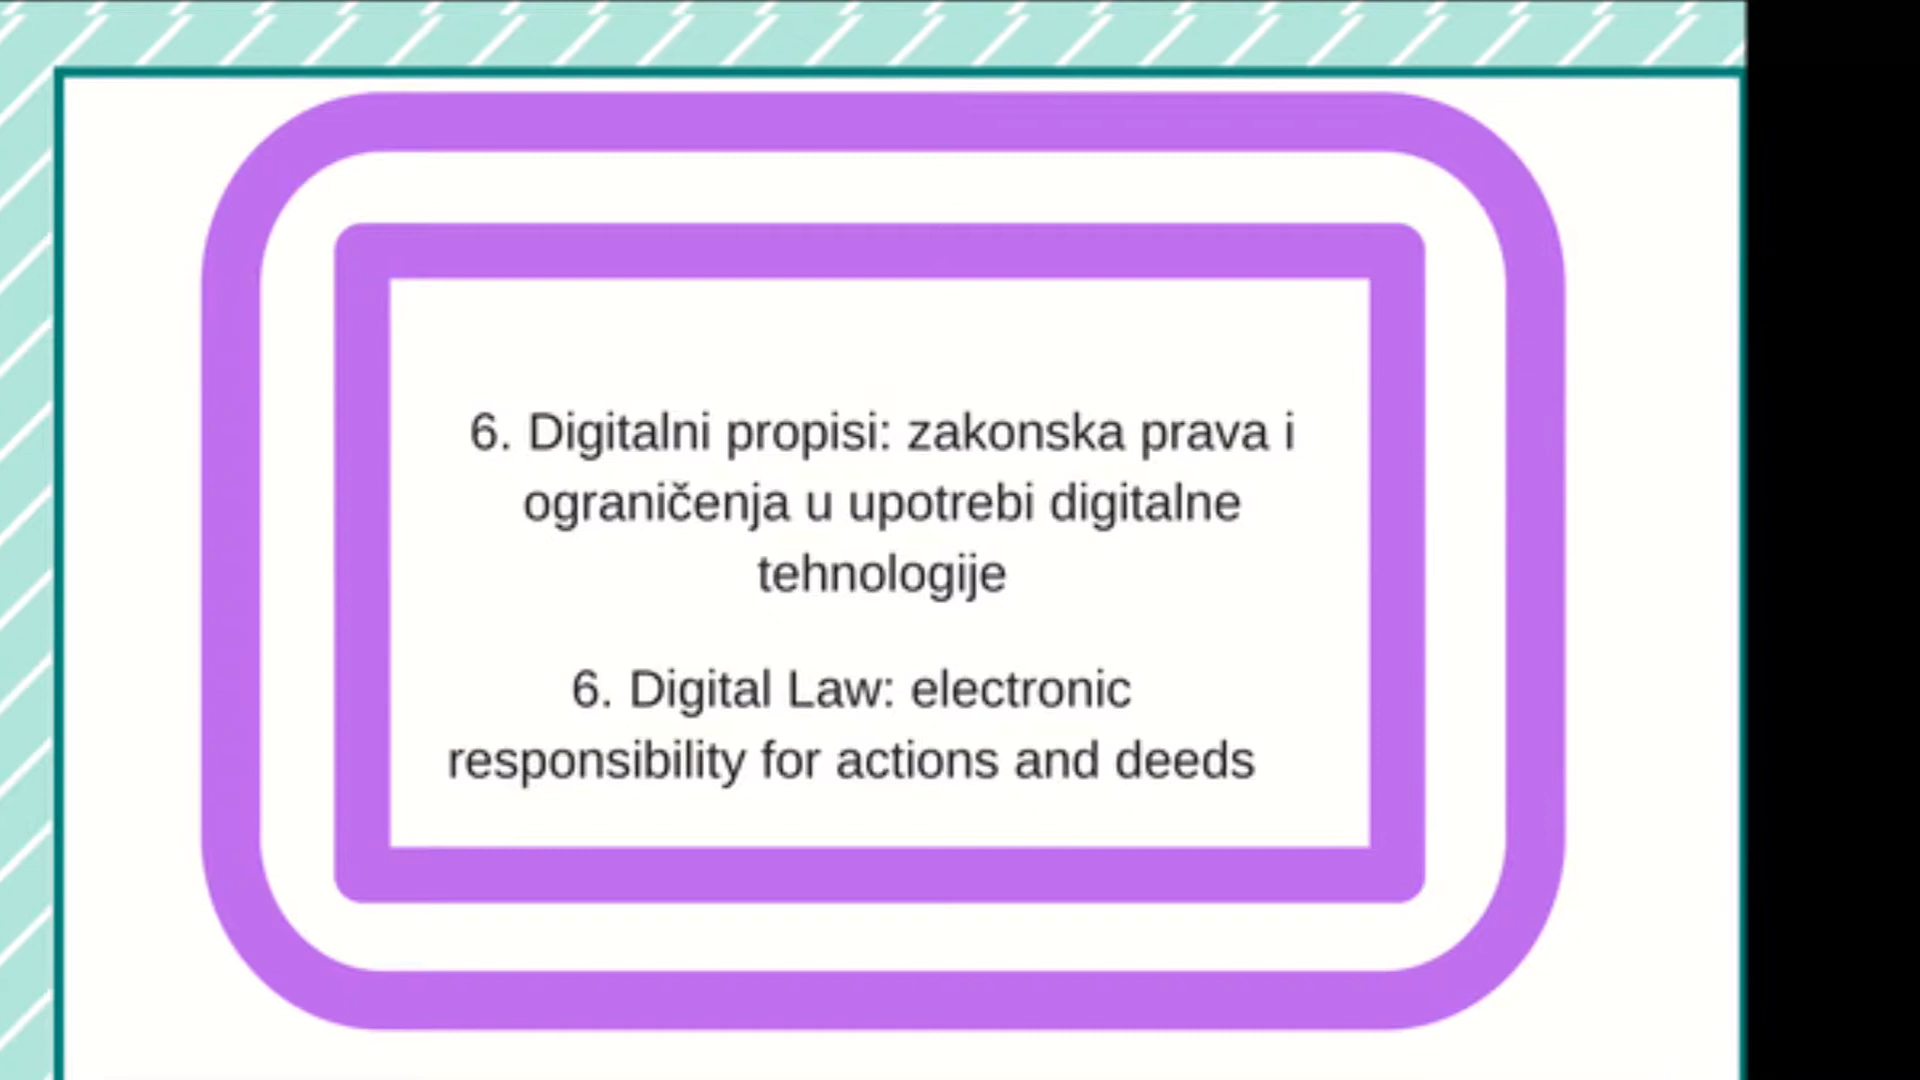 6. Digitalni propisi: zakonska prava i
ograničenja u upotrebi digitalne
tehnologije
6. Digital Law: electronic
responsibility for actions and deeds